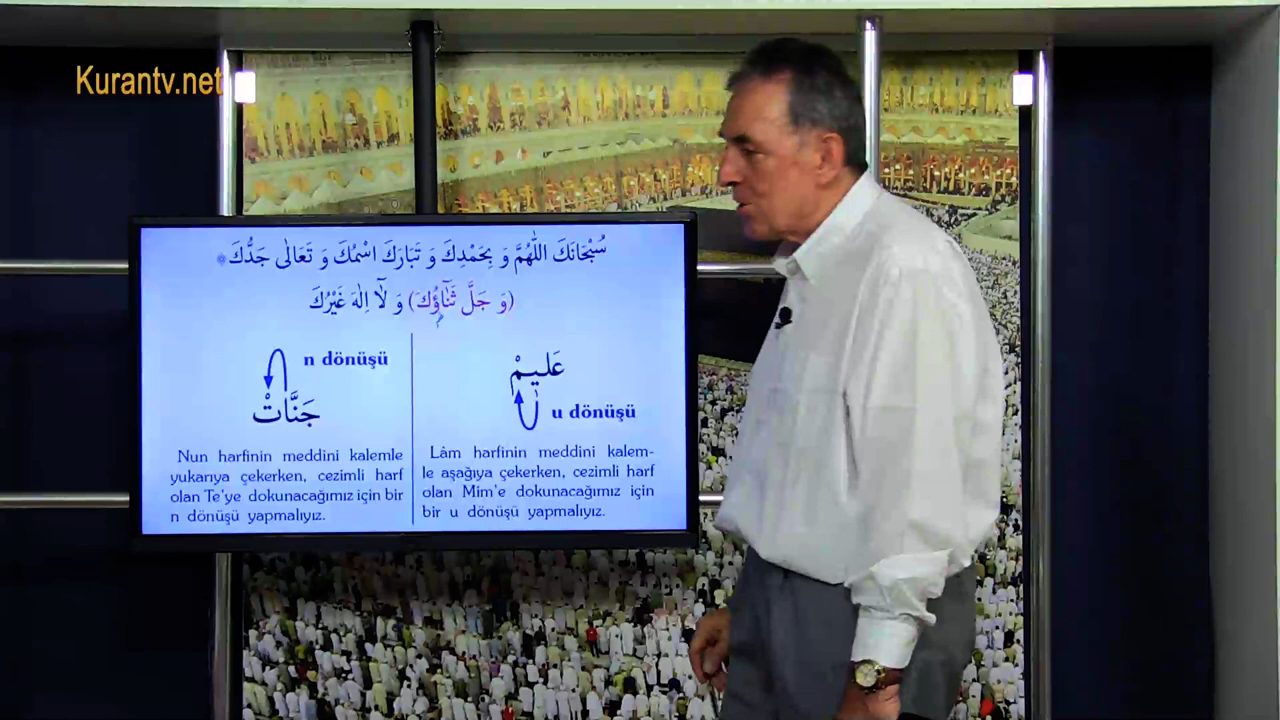 Kurantv.net
سُبْحَانَكَ اللّٰهُمَّ وَ بِحَمْدِكَ وَ تَبَارَكَ اسْمُكَ وَ تَعَالٰى جَدُّكَ
(وَ جَلَّ ثَنَٓاؤُكَ) وَ لَٓا اِلٰهَ غَيْرُكَ
n dönüşü
جَنَّاتْ
Nun harfinin meddini kalemle
yukarıya çekerken, cezimli harf
olan Te'ye dokunacağımız için bir
n dönüşü yapmalıyız.
عَليمْ
u dönüşü
Lâm harfinin meddini kalem-
le aşağıya çekerken, cezimli harf
olan Mim'e dokunacağımız için
bir u dönüşü yapmalıyız.